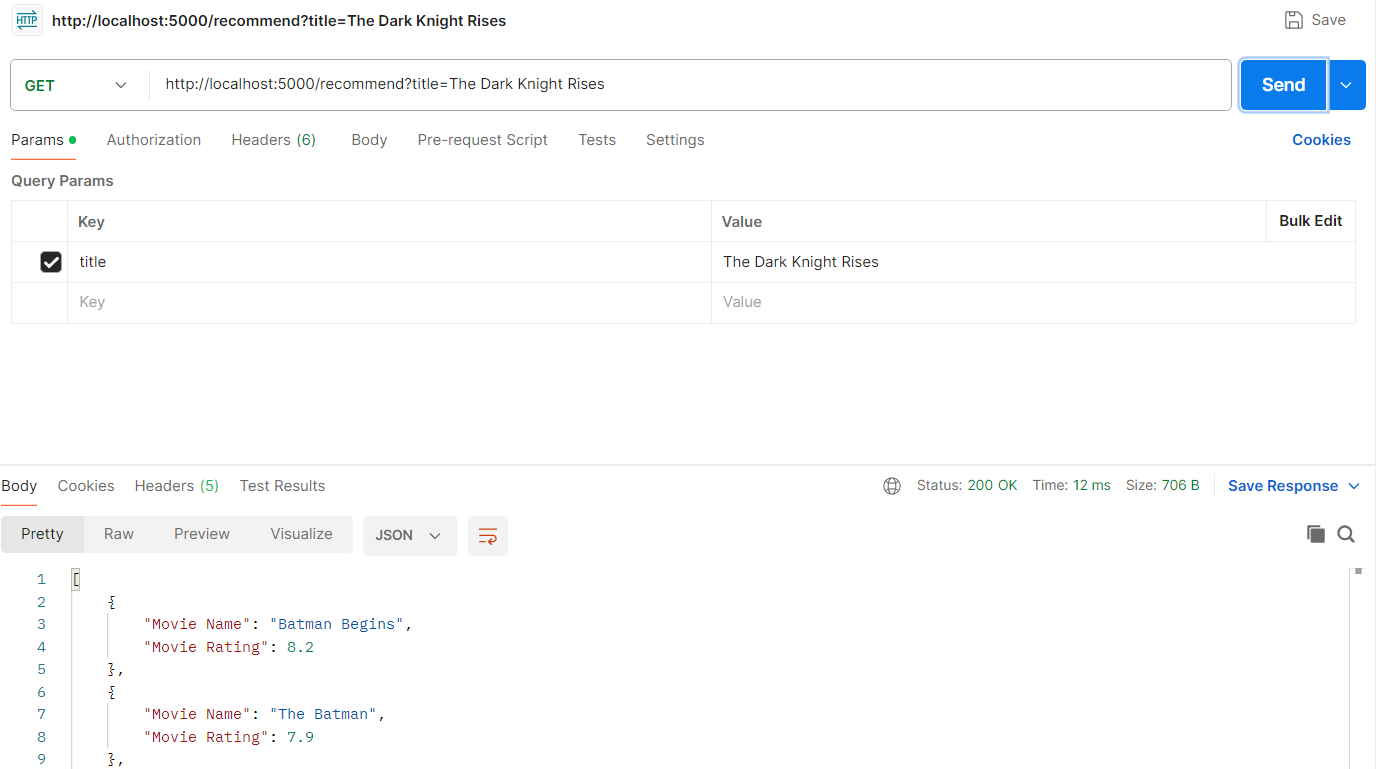 HTTP http://localhost:5000/recommend?title=The Dark Knight Rises Save
GET http://localhost:5000/recommend?title=The Dark Knight Rises Send
Params Authorization Headers (6) Body Pre-request Script Tests Settings Cookies
Query Params
Key Value Bulk Edit
title The Dark Knight Rises
Key Value
Body Cookies Headers (5) Test Results Status: 200 OK Time: 12 ms Size: 706 B Save Response
Pretty Raw Preview Visualize JSON
1 [
2 {
3 "Movie Name": "Batman Begins",
4 "Movie Rating": 8.2
5 },
6 {
7 "Movie Name": "The Batman",
8 "Movie Rating": 7.9
9 },